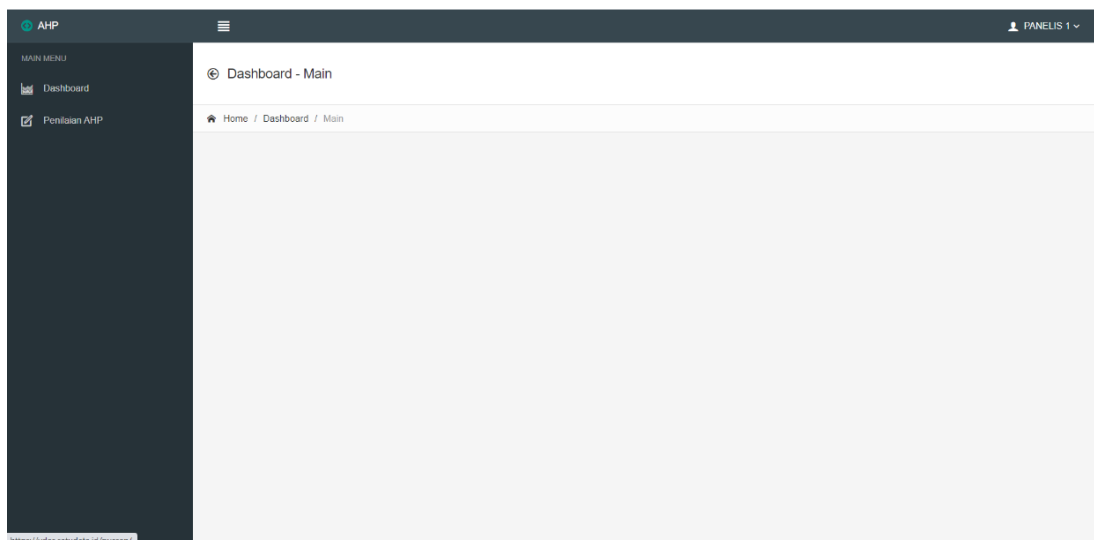 AHP
PANELIS 1
MAIN MENU
Dashboard
Penilaian AHP
Dashboard - Main
Home / Dashboard / Main